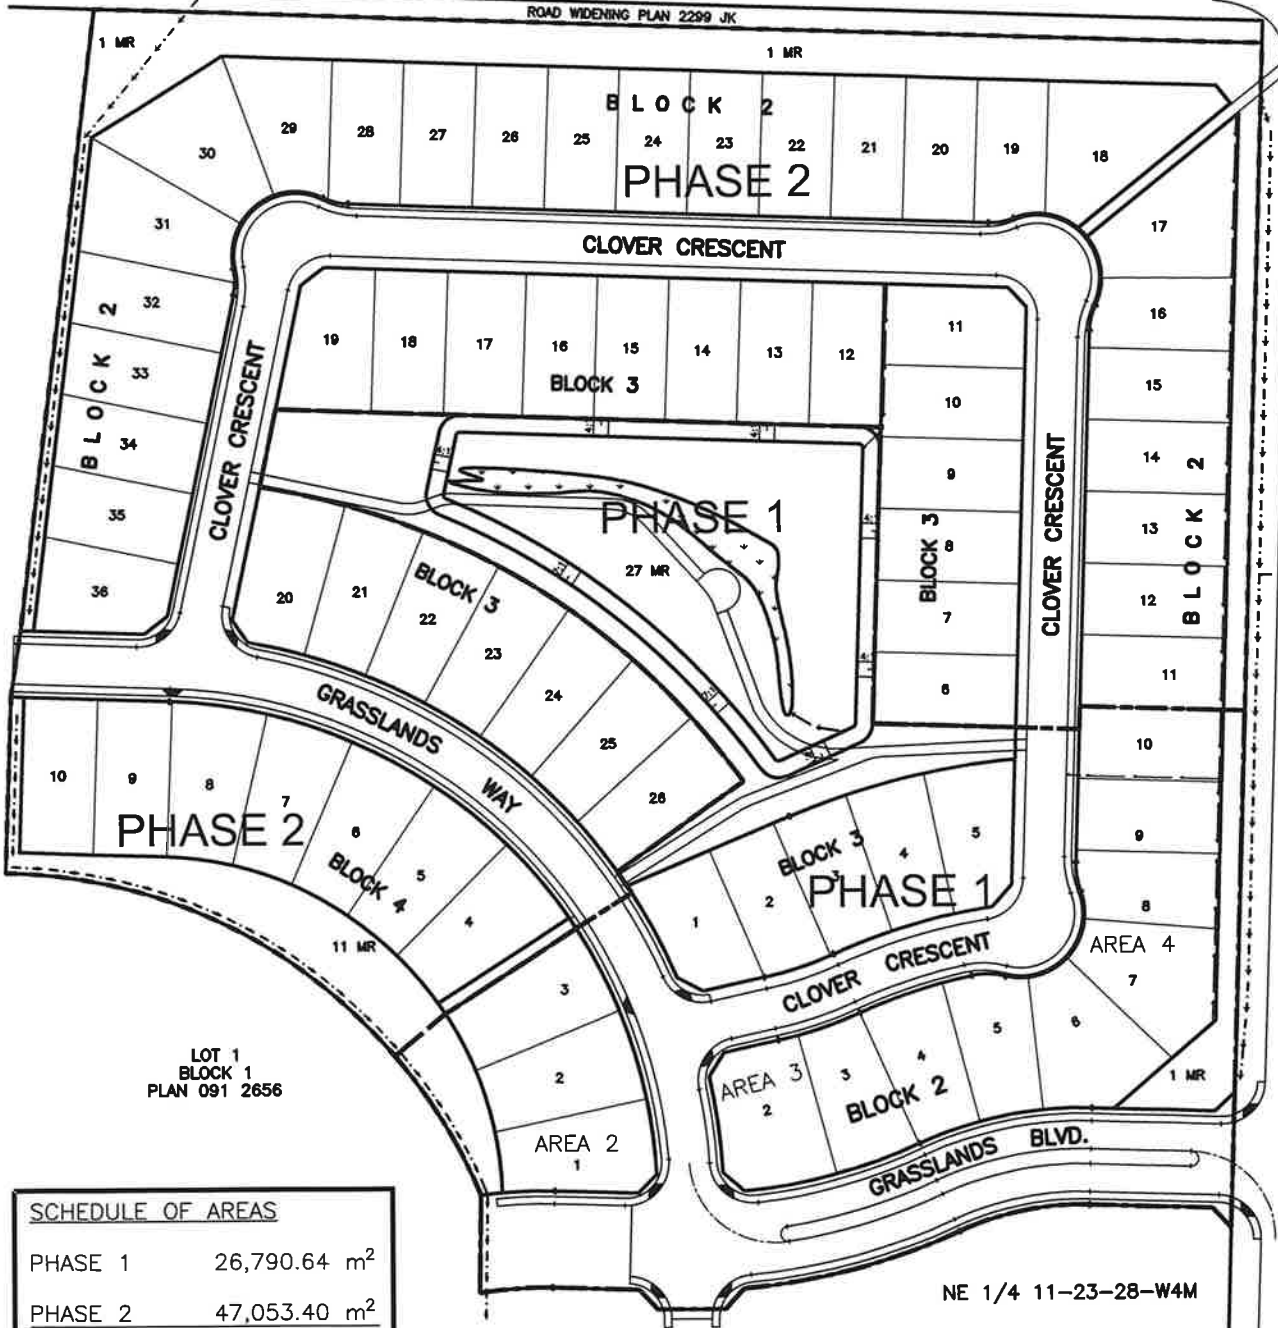 ROAD WIDENING PLAN 2299 JK
1 MR
1 MR
BLOCK 2
29 28 27 26 25 24 23 22 21 20 19 18
30
PHASE 2
31
17
CLOVER CRESCENT
32
16
BLOCK 2
19 18 17 16 15 14 13 12
11
BLOCK 3
33
15
10
CLOVER CRESCENT
34
14
9
35
PHASE 1
13
8
BLOCK 3
CLOVER CRESCENT
BLOCK 2
27 MR
36
20 21 22 23 24 25 26
BLOCK 3
12
7
11
6
GRASSLANDS WAY
10
10 9 8 7 6 5 4
PHASE 2
BLOCK 4
11 MR
9
1 2 3 4 5
BLOCK 3
PHASE 1
8
AREA 4
7
CLOVER CRESCENT
3
2
AREA 2
1
AREA 3
2 3 4 5 6
BLOCK 2
1 MR
LOT 1
BLOCK 1
PLAN 091 2656
GRASSLANDS BLVD.
SCHEDULE OF AREAS
PHASE 1 26,790.64 m²
PHASE 2 47,053.40 m²
NE 1/4 11-23-28-W4M